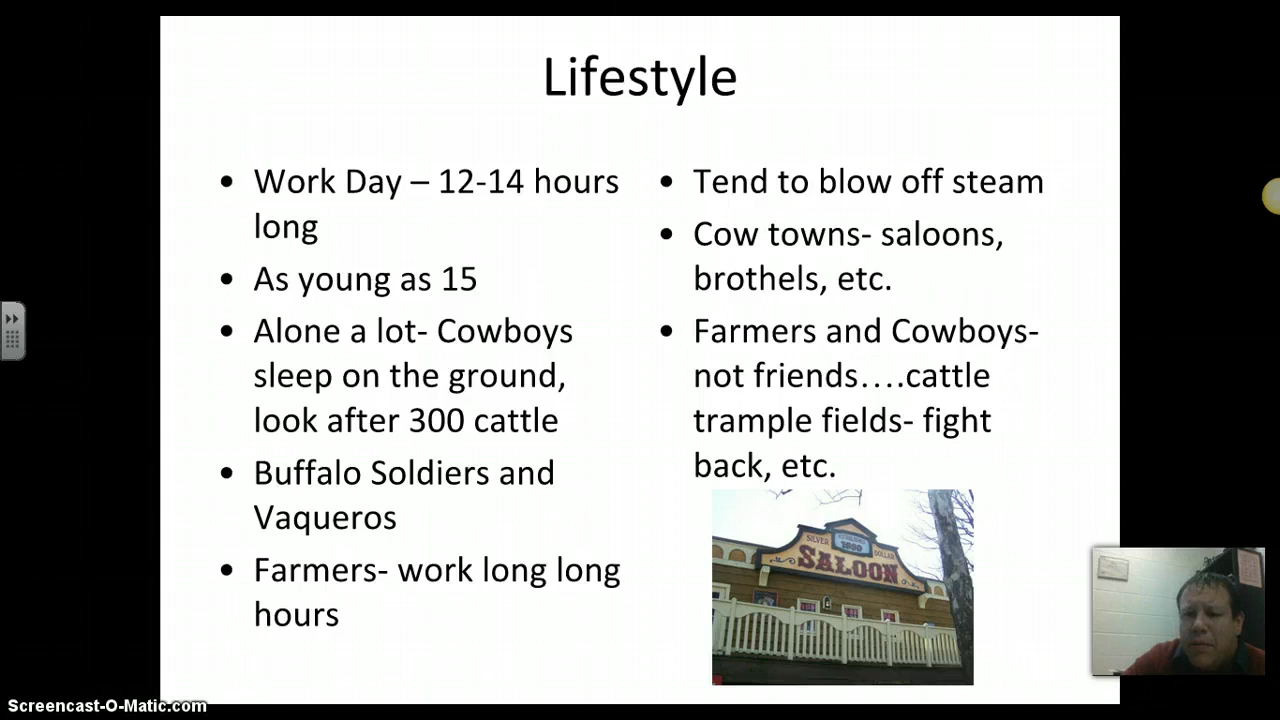 Lifestyle
• Work Day – 12-14 hours
long
• As young as 15
• Alone a lot- Cowboys
sleep on the ground,
look after 300 cattle
• Buffalo Soldiers and
Vaqueros
• Farmers- work long long
hours
• Tend to blow off steam
• Cow towns- saloons,
brothels, etc.
• Farmers and Cowboys-
not friends….cattle
trample fields- fight
back, etc.
SILVER DOLLAR
SALOON
Screencast-O-Matic.com